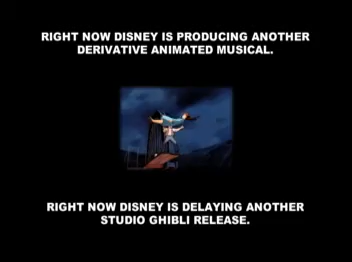 RIGHT NOW DISNEY IS PRODUCING ANOTHER
DERIVATIVE ANIMATED MUSICAL.
RIGHT NOW DISNEY IS DELAYING ANOTHER
STUDIO GHIBLI RELEASE.